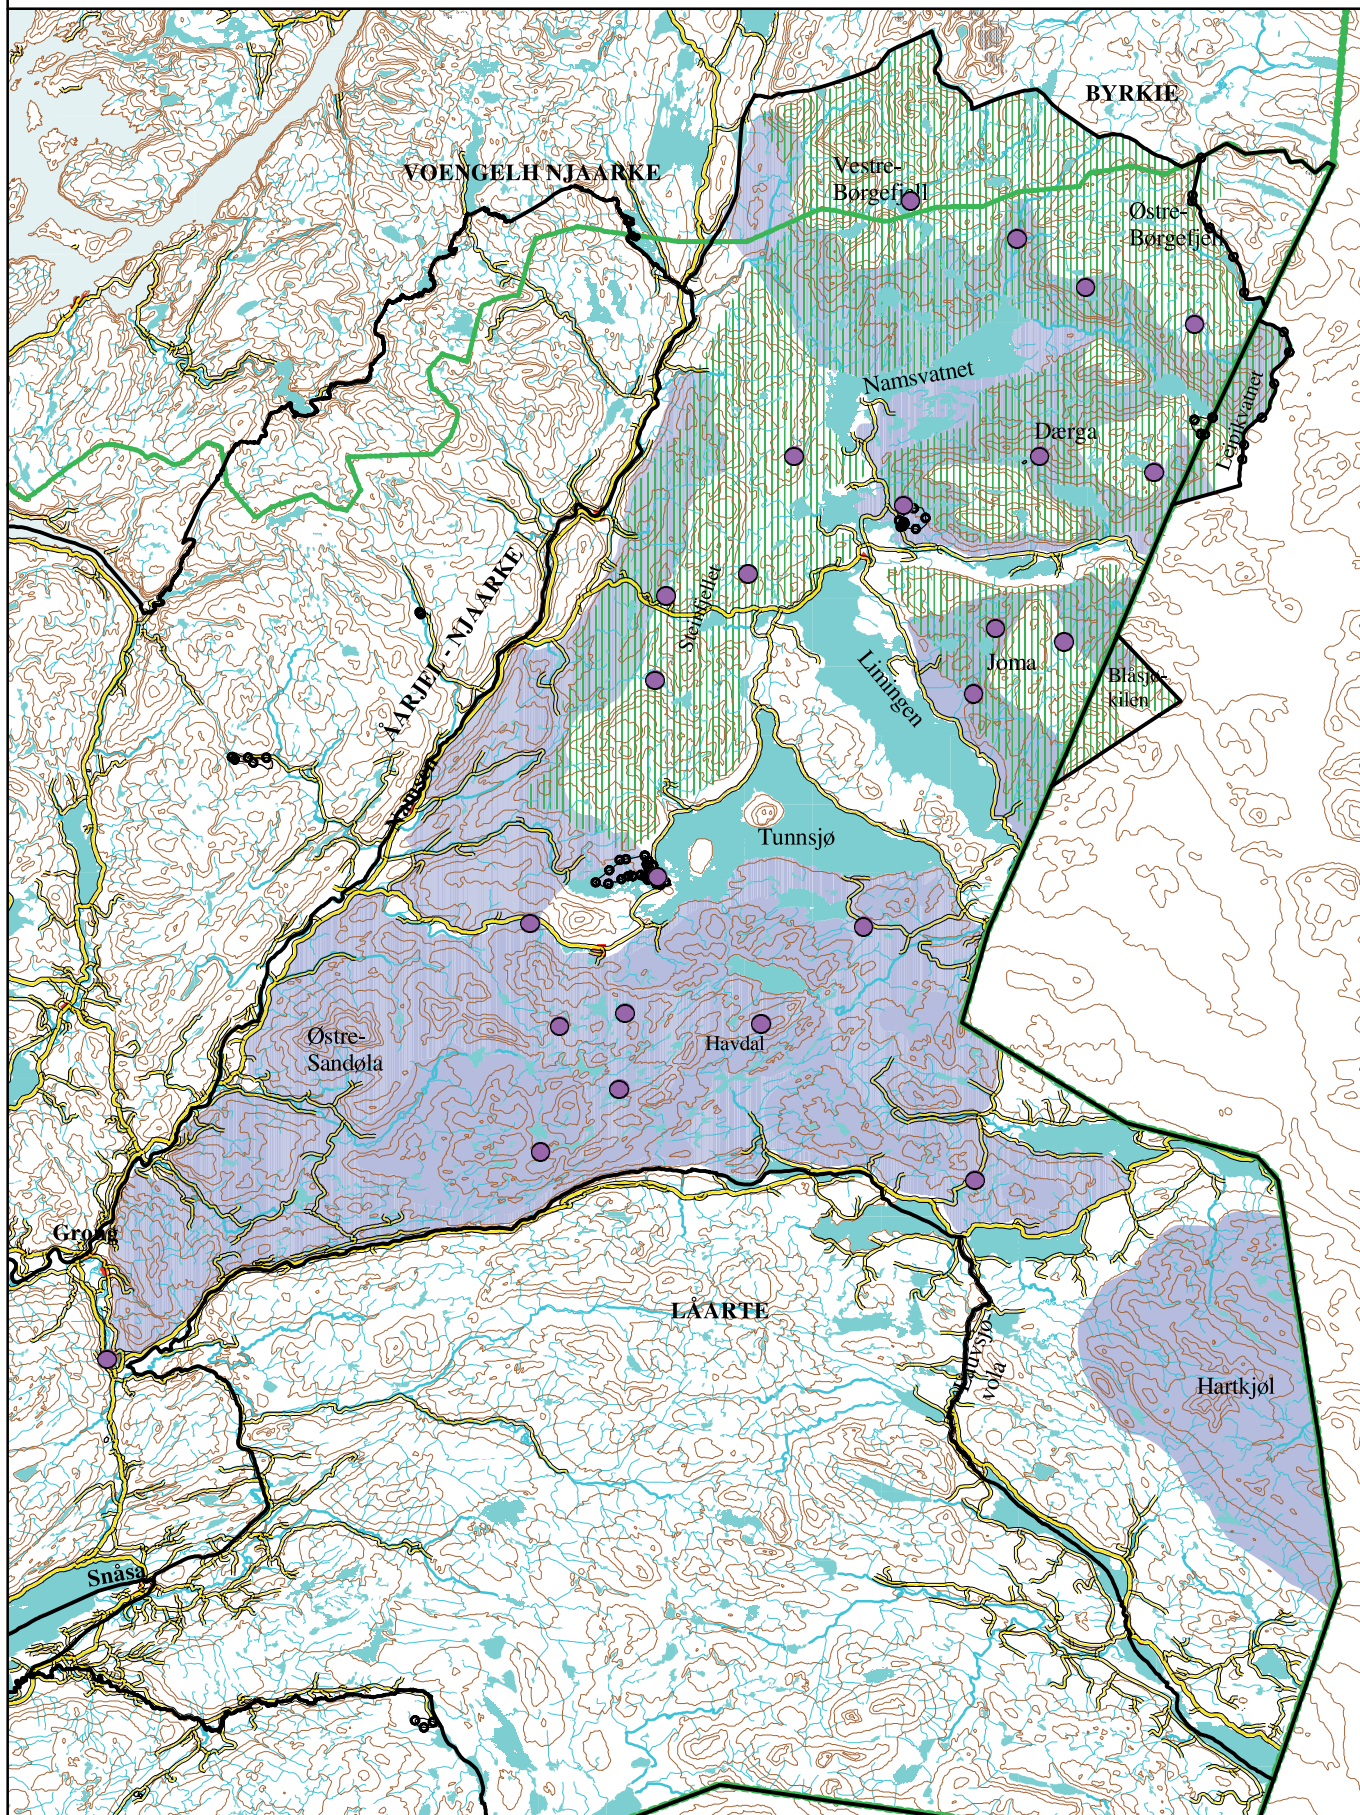 BYRKIE
VOENGELH NJAARKE
Vestre-
Børgefjell
Østre-
Børgefjell
Namsvatnet
Leipikvatnet
Dærga
ÅARJEL - NJAARKE
Steinfjellet
Limingen
Joma
Blåsjø-
kilen
Namsen
Tunnsjø
Østre-
Sandøla
Havdal
Grong
LÅARTE
Lauvsjø-
vola
Hartkjøl
Snåsa